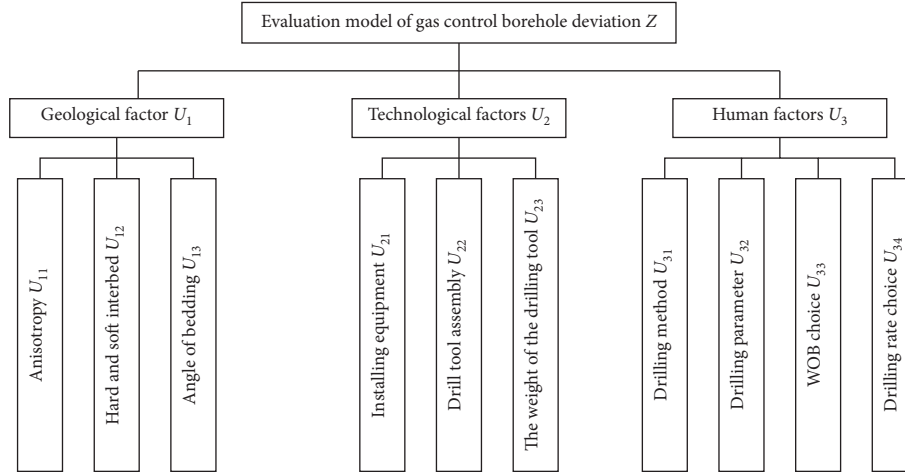 Evaluation model of gas control borehole deviation Z
Geological factor U₁
Technological factors U₂
Human factors U₃
Anisotropy U₁₁
Hard and soft interbed U₁₂
Angle of bedding U₁₃
Installing equipment U₂₁
Drill tool assembly U₂₂
The weight of the drilling tool U₂₃
Drilling method U₃₁
Drilling parameter U₃₂
WOB choice U₃₃
Drilling rate choice U₃₄